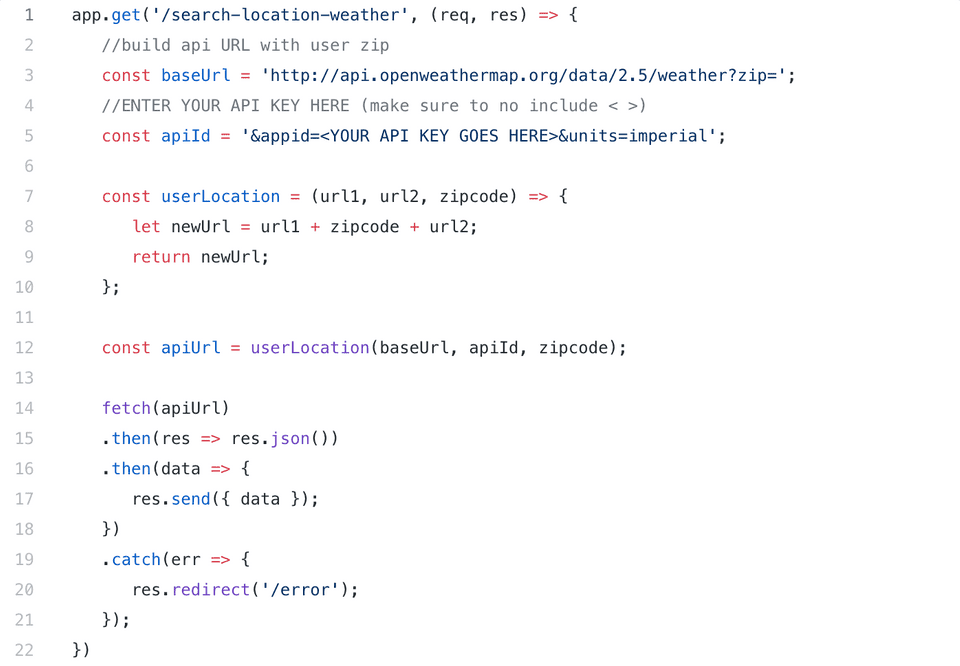 1 app.get('/search-location-weather', (req, res) => {
2 //build api URL with user zip
3 const baseUrl = 'http://api.openweathermap.org/data/2.5/weather?zip=';
4 //ENTER YOUR API KEY HERE (make sure to no include < >)
5 const apiId = '&appid=<YOUR API KEY GOES HERE>&units=imperial';
6
7 const userLocation = (url1, url2, zipcode) => {
8 let newUrl = url1 + zipcode + url2;
9 return newUrl;
10 };
11
12 const apiUrl = userLocation(baseUrl, apiId, zipcode);
13
14 fetch(apiUrl)
15 .then(res => res.json())
16 .then(data => {
17 res.send({ data });
18 })
19 .catch(err => {
20 res.redirect('/error');
21 });
22 })